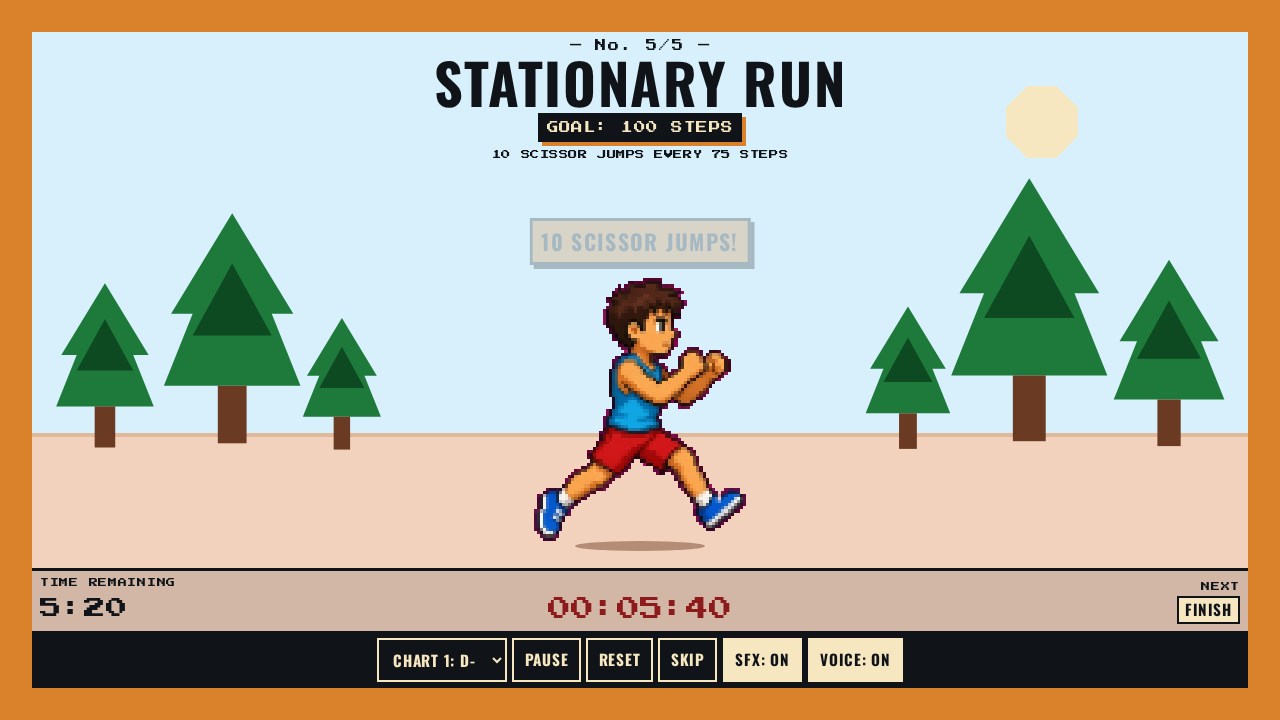 — No. 5/5 —
STATIONARY RUN
GOAL: 100 STEPS
10 SCISSOR JUMPS EVERY 75 STEPS
10 SCISSOR JUMPS!
TIME REMAINING
5:20
00:05:40
NEXT
FINISH
CHART 1: D-
PAUSE
RESET
SKIP
SFX: ON
VOICE: ON